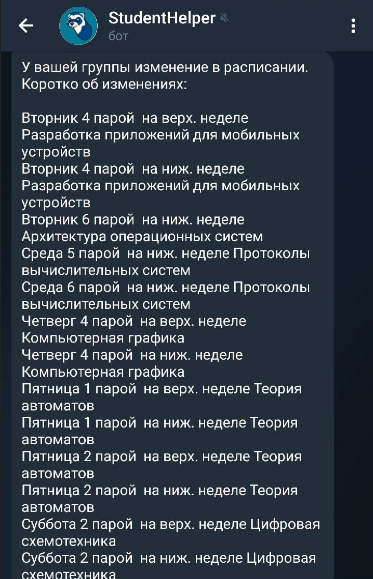 StudentHelper
бот
У вашей группы изменение в расписании.
Коротко об изменениях:
Вторник 4 парой на верх. неделе
Разработка приложений для мобильных
устройств
Вторник 4 парой на ниж. неделе
Разработка приложений для мобильных
устройств
Вторник 6 парой на ниж. неделе
Архитектура операционных систем
Среда 5 парой на ниж. неделе Протоколы
вычислительных систем
Среда 6 парой на ниж. неделе Протоколы
вычислительных систем
Четверг 4 парой на верх. неделе
Компьютерная графика
Четверг 4 парой на ниж. неделе
Компьютерная графика
Пятница 1 парой на верх. неделе Теория
автоматов
Пятница 1 парой на ниж. неделе Теория
автоматов
Пятница 2 парой на верх. неделе Теория
автоматов
Пятница 2 парой на ниж. неделе Теория
автоматов
Суббота 2 парой на верх. неделе Цифровая
схемотехника
Суббота 2 парой на ниж. неделе Цифровая
схемотехника